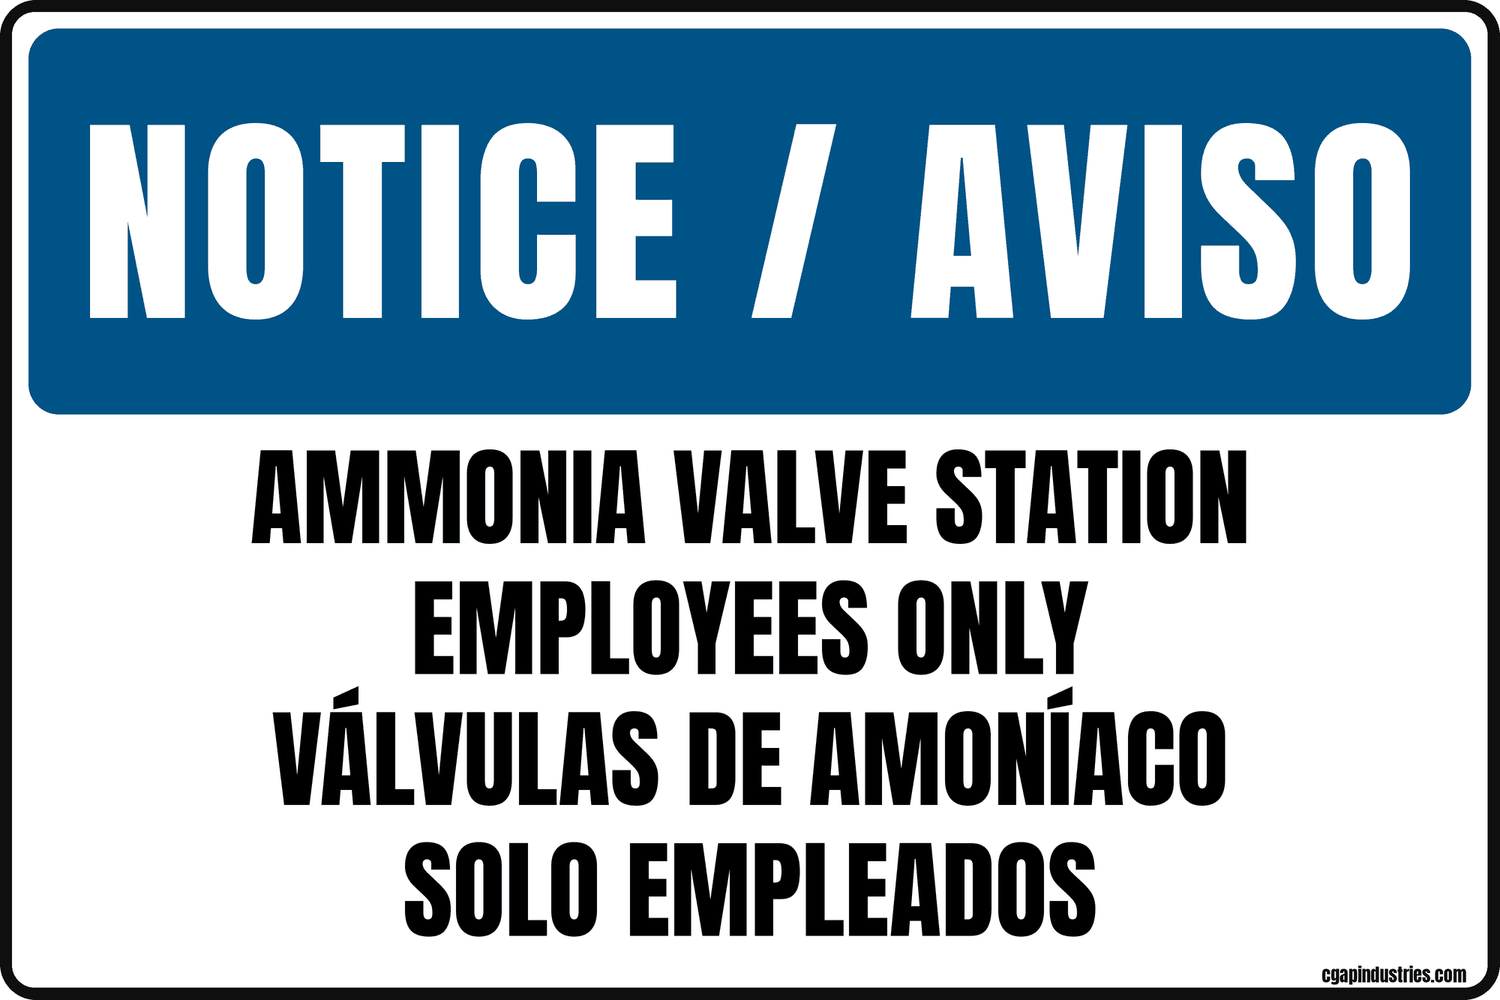 NOTICE / AVISO
AMMONIA VALVE STATION
EMPLOYEES ONLY
VÁLVULAS DE AMONÍACO
SOLO EMPLEADOS
cgapindustries.com